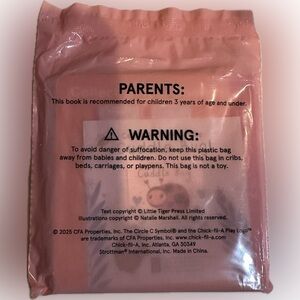 PARENTS:
This book is recommended for children 3 years of age and under.
⚠ WARNING:
To avoid danger of suffocation, keep this plastic bag
away from babies and children. Do not use this bag in cribs,
beds, carriages, or playpens. This bag is not a toy.
Cuddle
Text copyright © Little Tiger Press Limited
Illustrations copyright © Natalie Marshall. All rights reserved.
© 2025 CFA Properties, Inc. The Circle C Symbol® and the Chick-fil-A Play Logo™
are trademarks of CFA Properties, Inc. www.chick-fil-a.com
Chick-fil-A, Inc. Atlanta, GA 30349
Strottman® International, Inc. Made in China.